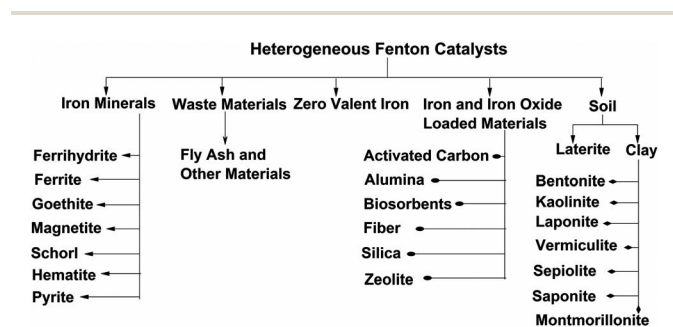 Heterogeneous Fenton Catalysts
Iron Minerals
Waste Materials
Zero Valent Iron
Iron and Iron Oxide
Loaded Materials
Soil
Ferrihydrite
Ferrite
Goethite
Magnetite
Schorl
Hematite
Pyrite
Fly Ash and
Other Materials
Activated Carbon
Alumina
Biosorbents
Fiber
Silica
Zeolite
Laterite
Clay
Bentonite
Kaolinite
Laponite
Vermiculite
Sepiolite
Saponite
Montmorillonite